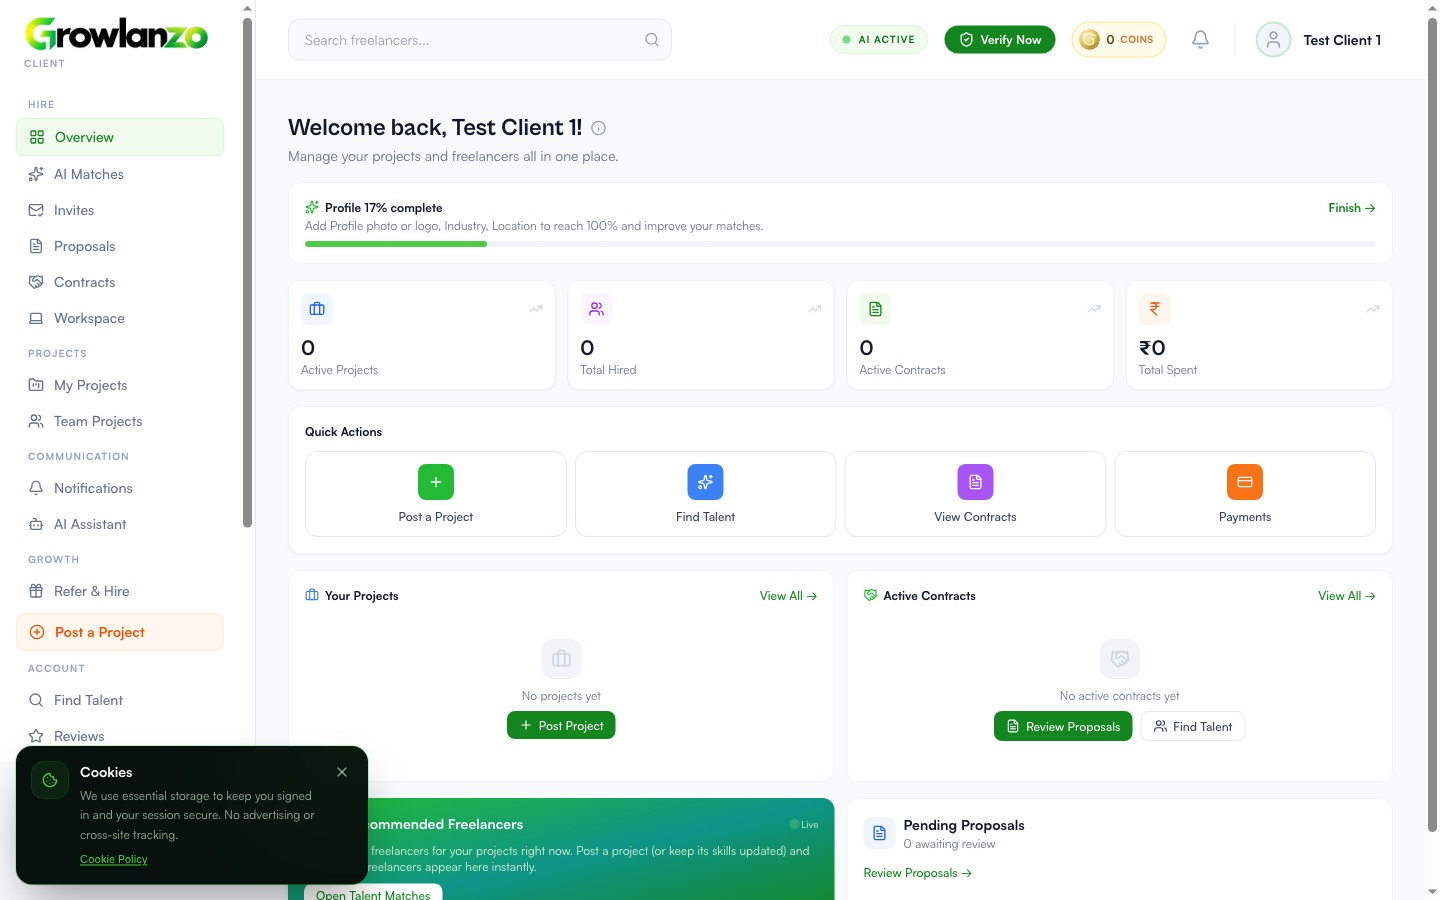 Growlanzo
CLIENT
HIRE
Overview
AI Matches
Invites
Proposals
Contracts
Workspace
PROJECTS
My Projects
Team Projects
COMMUNICATION
Notifications
AI Assistant
GROWTH
Refer & Hire
Post a Project
ACCOUNT
Find Talent
Reviews
Search freelancers...
AI ACTIVE
Verify Now
0 COINS
Test Client 1
Welcome back, Test Client 1!
Manage your projects and freelancers all in one place.
Profile 17% complete
Finish →
Add Profile photo or logo, Industry, Location to reach 100% and improve your matches.
0
Active Projects
0
Total Hired
0
Active Contracts
₹0
Total Spent
Quick Actions
Post a Project
Find Talent
View Contracts
Payments
Your Projects
View All →
No projects yet
Post Project
Active Contracts
View All →
No active contracts yet
Review Proposals
Find Talent
commended Freelancers
Live
freelancers for your projects right now. Post a project (or keep its skills updated) and
freelancers appear here instantly.
Open Talent Matches
Pending Proposals
0 awaiting review
Review Proposals →
Cookies
We use essential storage to keep you signed
in and your session secure. No advertising or
cross-site tracking.
Cookie Policy